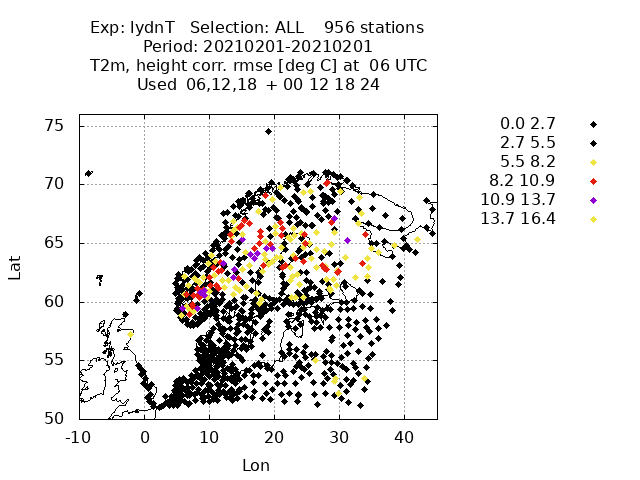 Exp: lydnT   Selection: ALL    956 stations
Period: 20210201-20210201
T2m, height corr. rmse [deg C] at  06 UTC
Used  06,12,18  + 00 12 18 24
0.0 2.7
2.7 5.5
5.5 8.2
8.2 10.9
10.9 13.7
13.7 16.4
75
70
65
60
55
50
Lat
-10 0 10 20 30 40
Lon